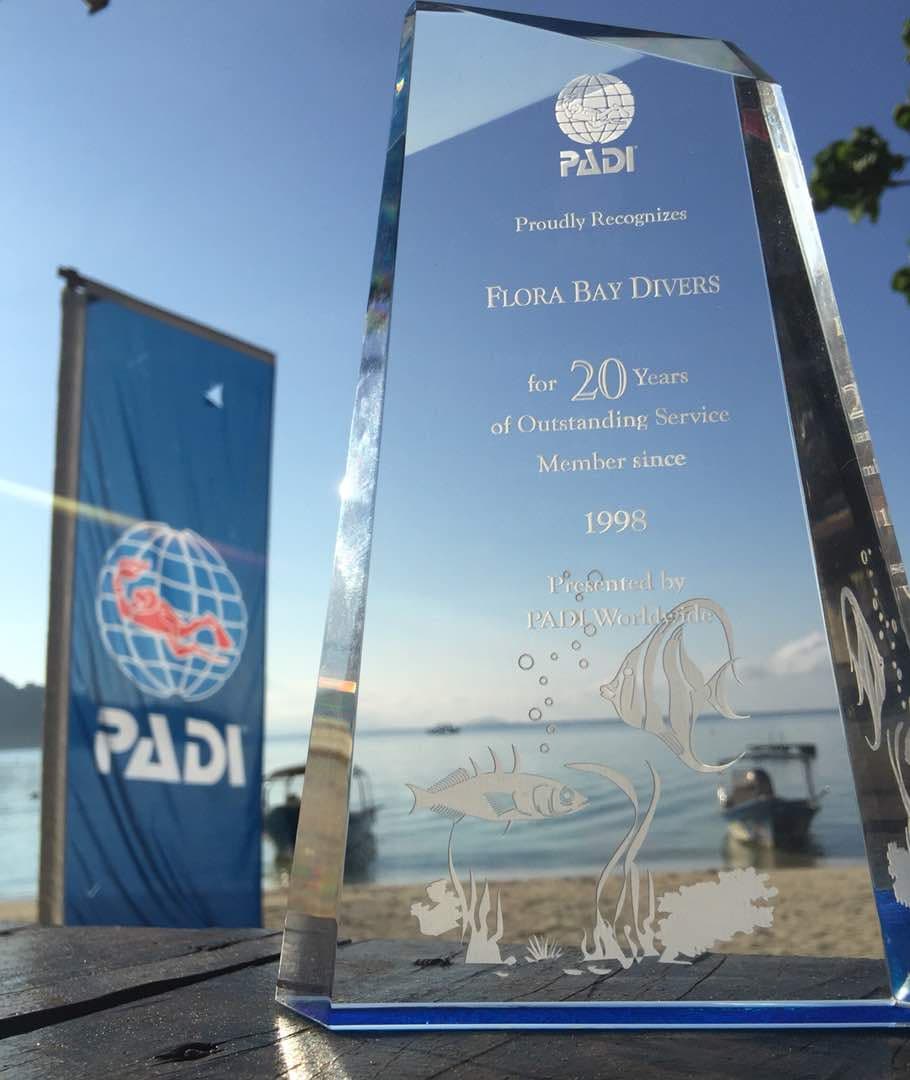 PADI
Proudly Recognizes
FLORA BAY DIVERS
for 20 Years
of Outstanding Service
Member since
1998
Presented by
PADI Worldwide
PADI